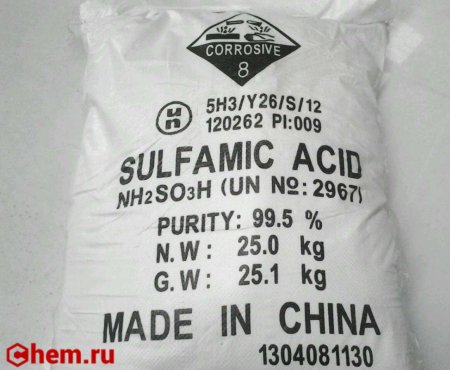 CORROSIVE
8
un 5H3/Y26/S/12
120262 PI:009
SULFAMIC ACID
NH2SO3H (UN No: 2967)
PURITY: 99.5 %
N.W: 25.0 kg
G.W: 25.1 kg
MADE IN CHINA
1304081130
Chem.ru